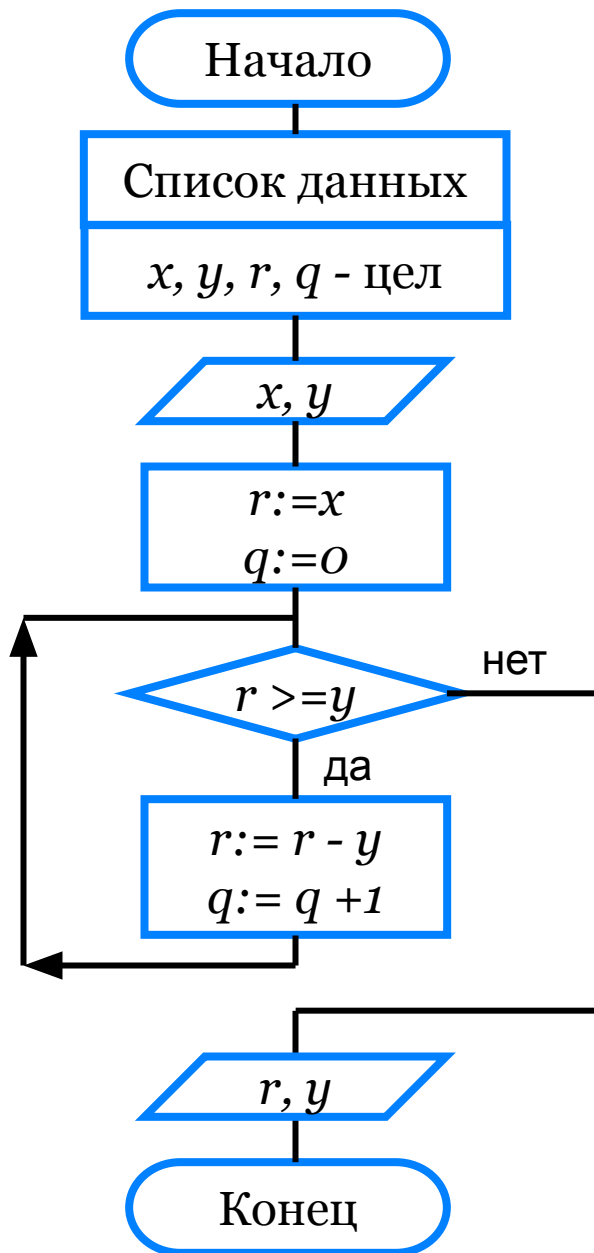 Начало
Список данных
x, y, r, q - цел
x, y
r:=x
q:=0
r >=y
нет
да
r:= r - y
q:= q +1
r, y
Конец